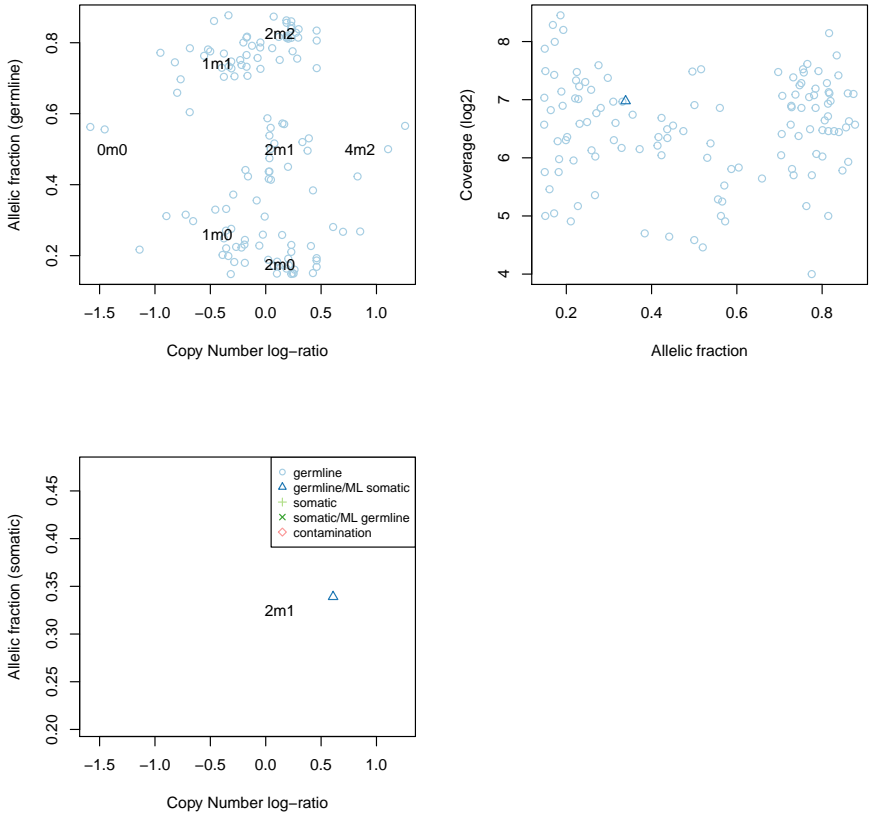 Allelic fraction (germline)
0.8
0.6
0.4
0.2
2m2
1m1
0m0
2m1
4m2
1m0
2m0
−1.5 −1.0 −0.5 0.0 0.5 1.0
Copy Number log−ratio
Coverage (log2)
8
7
6
5
4
0.2 0.4 0.6 0.8
Allelic fraction
Allelic fraction (somatic)
0.45
0.40
0.35
0.30
0.25
0.20
germline
germline/ML somatic
somatic
somatic/ML germline
contamination
2m1
−1.5 −1.0 −0.5 0.0 0.5 1.0
Copy Number log−ratio